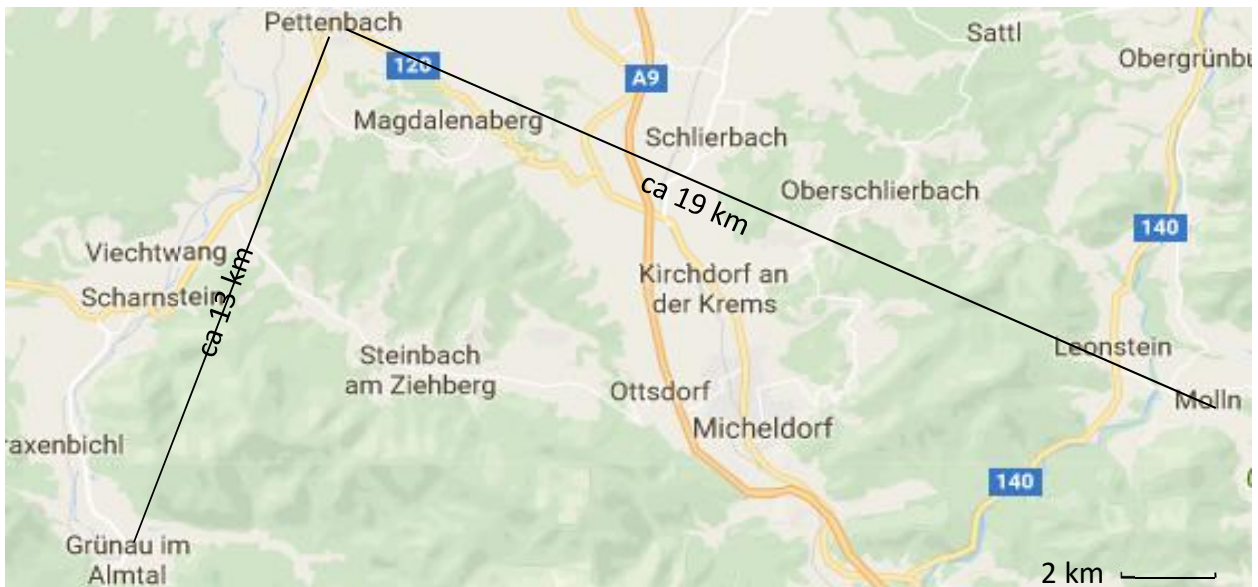 Pettenbach
Sattl
120
A9
Obergrünbu
Magdalenaberg
Schlierbach
ca 19 km
Oberschlierbach
140
Viechtwang
Scharnstein
ca 13 km
Kirchdorf an
der Krems
Steinbach
am Ziehberg
Leonstein
Ottsdorf
Molln
Micheldorf
raxenbichl
140
Grünau im
Almtal
2 km